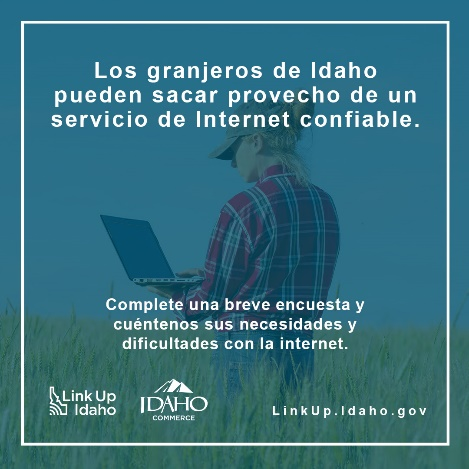 Los granjeros de Idaho
pueden sacar provecho de un
servicio de Internet confiable.
Complete una breve encuesta y
cuéntenos sus necesidades y
dificultades con la internet.
Link Up
Idaho
IDAHO
COMMERCE
LinkUp.Idaho.gov